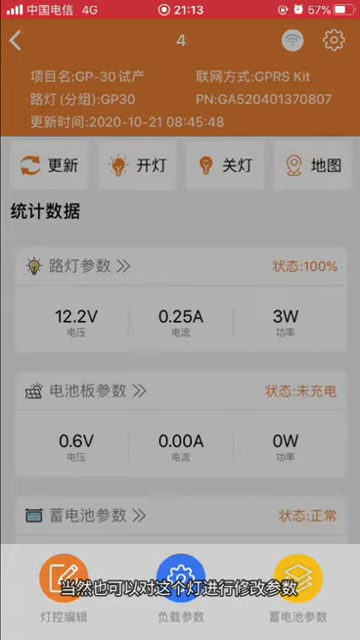 中国电信 4G 21:13 57%
4
项目名:GP-30试产 联网方式:GPRS Kit
路灯(分组):GP30 PN:GA520401370807
更新时间:2020-10-21 08:45:48
更新 开灯 关灯 地图
统计数据
路灯参数 状态:100%
12.2V 0.25A 3W
电压 电流 功率
电池板参数 状态:未充电
0.6V 0.00A 0W
电压 电流 功率
蓄电池参数 状态:正常
当然也可以对这个灯进行修改参数
灯控编辑 负载参数 蓄电池参数